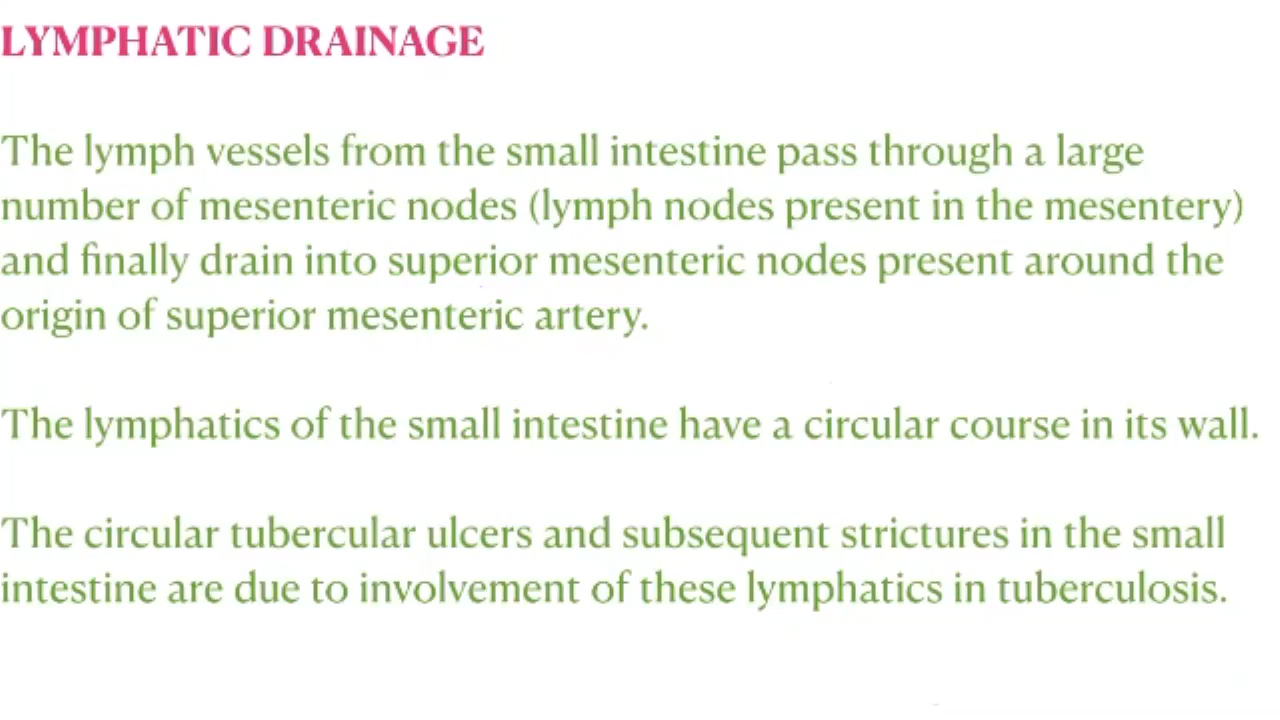 LYMPHATIC DRAINAGE
The lymph vessels from the small intestine pass through a large
number of mesenteric nodes (lymph nodes present in the mesentery)
and finally drain into superior mesenteric nodes present around the
origin of superior mesenteric artery.
The lymphatics of the small intestine have a circular course in its wall.
The circular tubercular ulcers and subsequent strictures in the small
intestine are due to involvement of these lymphatics in tuberculosis.